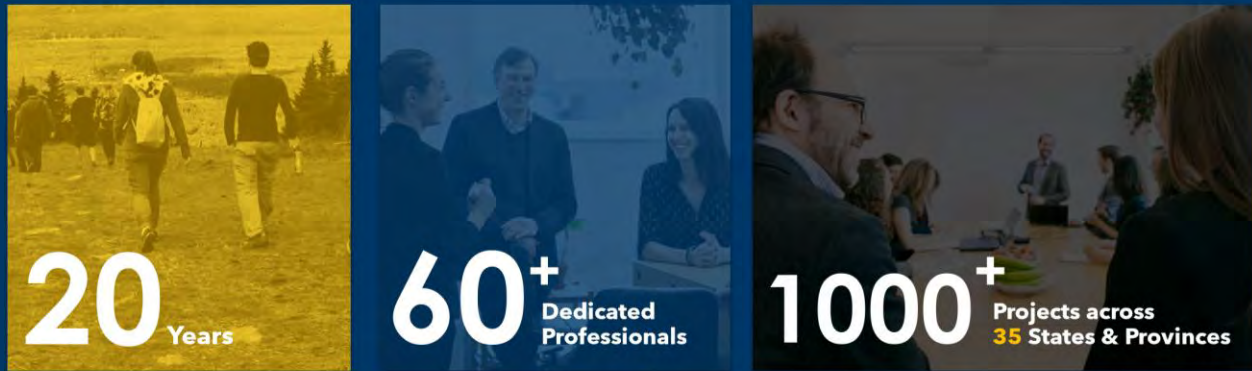 20 Years
60+ Dedicated
Professionals
1000+ Projects across
35 States & Provinces